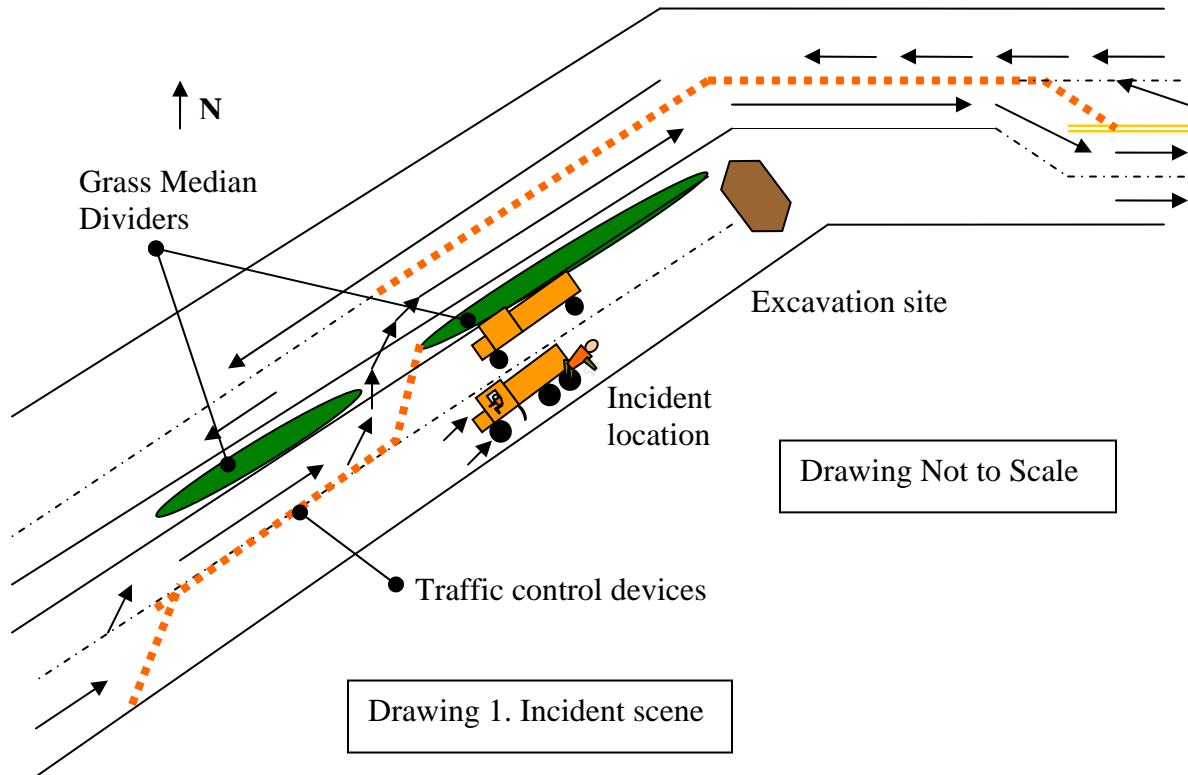 N
Grass Median
Dividers
Excavation site
Incident
location
Drawing Not to Scale
Traffic control devices
Drawing 1. Incident scene